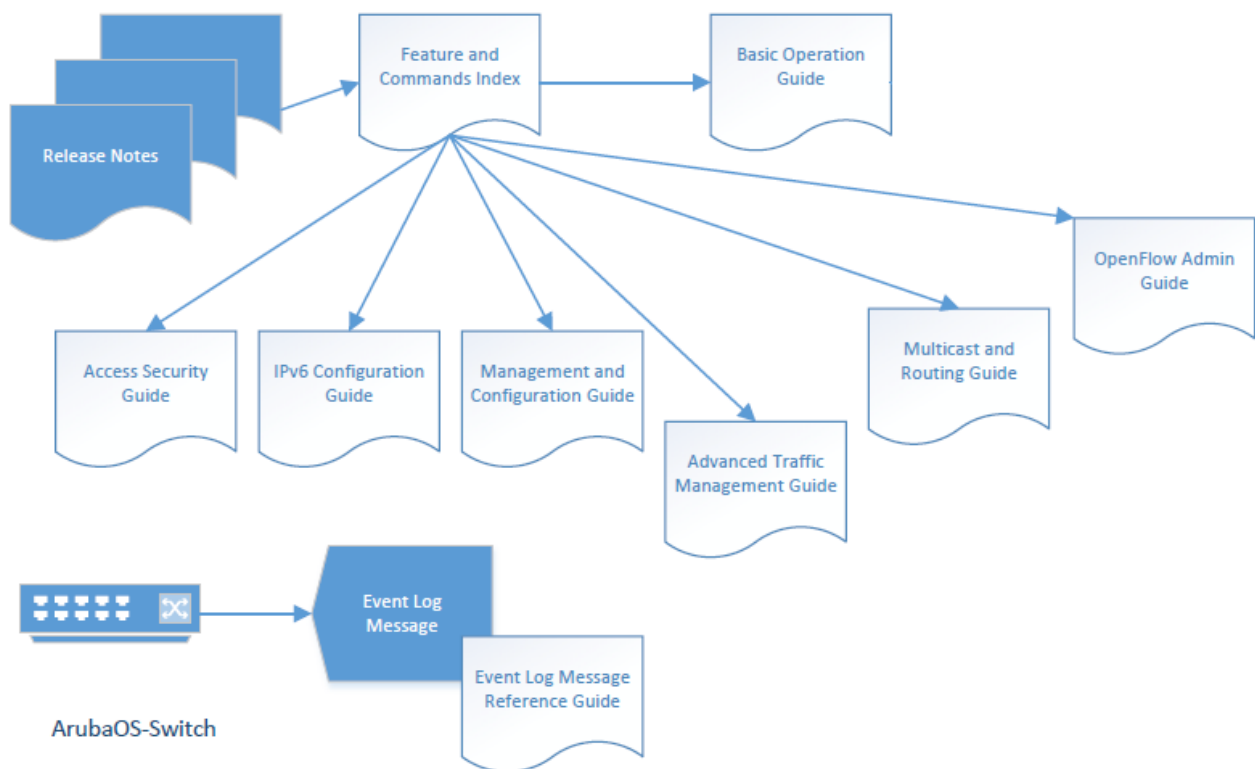 Feature and
Commands Index
Basic Operation
Guide
Release Notes
OpenFlow Admin
Guide
Access Security
Guide
IPv6 Configuration
Guide
Management and
Configuration Guide
Multicast and
Routing Guide
Advanced Traffic
Management Guide
Event Log
Message
Event Log Message
Reference Guide
ArubaOS-Switch